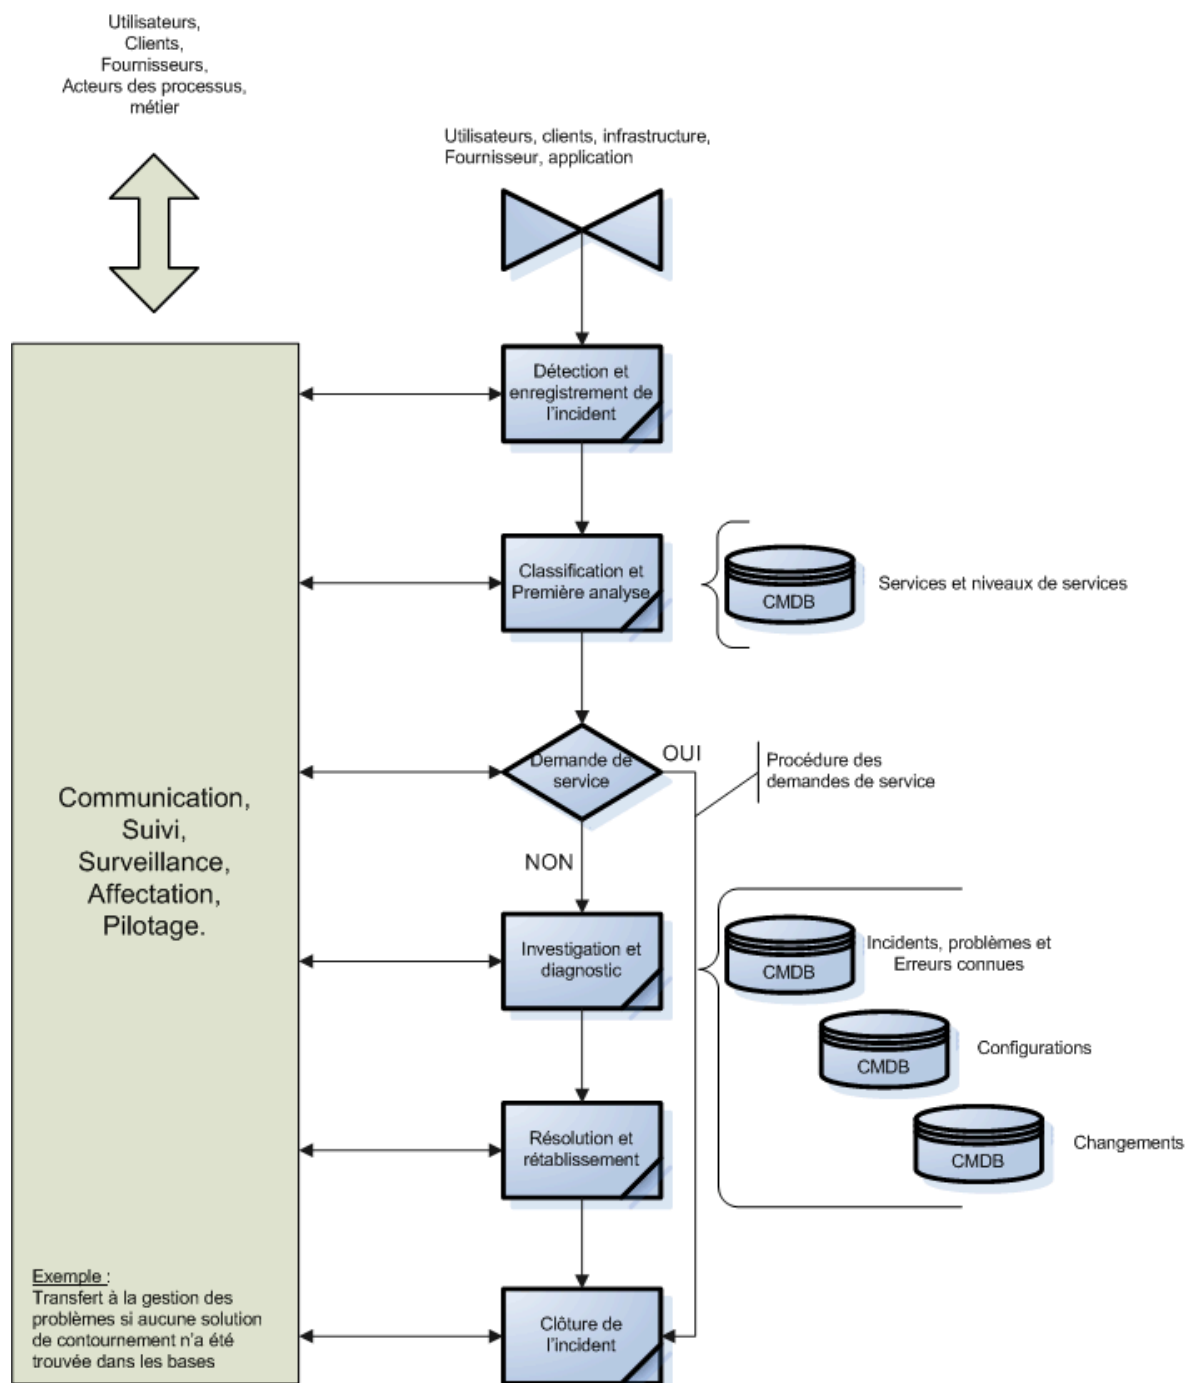 Utilisateurs,
Clients,
Fournisseurs,
Acteurs des processus,
métier
Utilisateurs, clients, infrastructure,
Fournisseur, application
Détection et
enregistrement de
l'incident
Classification et
Première analyse
CMDB
Services et niveaux de services
Demande de
service
OUI
NON
Procédure des
demandes de service
Communication,
Suivi,
Surveillance,
Affectation,
Pilotage.
Investigation et
diagnostic
CMDB
Incidents, problèmes et
Erreurs connues
CMDB
Configurations
CMDB
Changements
Résolution et
rétablissement
Exemple :
Transfert à la gestion des
problèmes si aucune solution
de contournement n'a été
trouvée dans les bases
Clôture de
l'incident